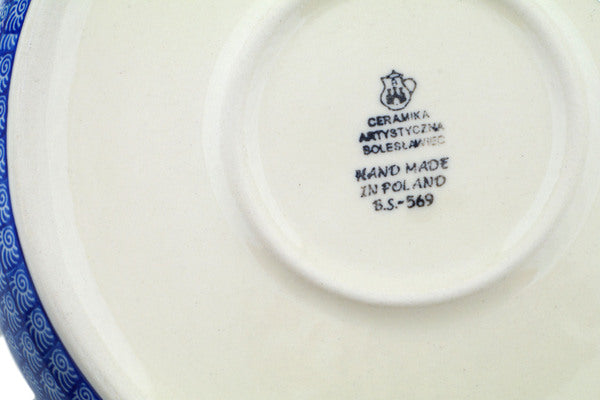 CERAMIKA
ARTYSTYCZNA
BOLESŁAWIEC
HAND MADE
IN POLAND
B.S.-569